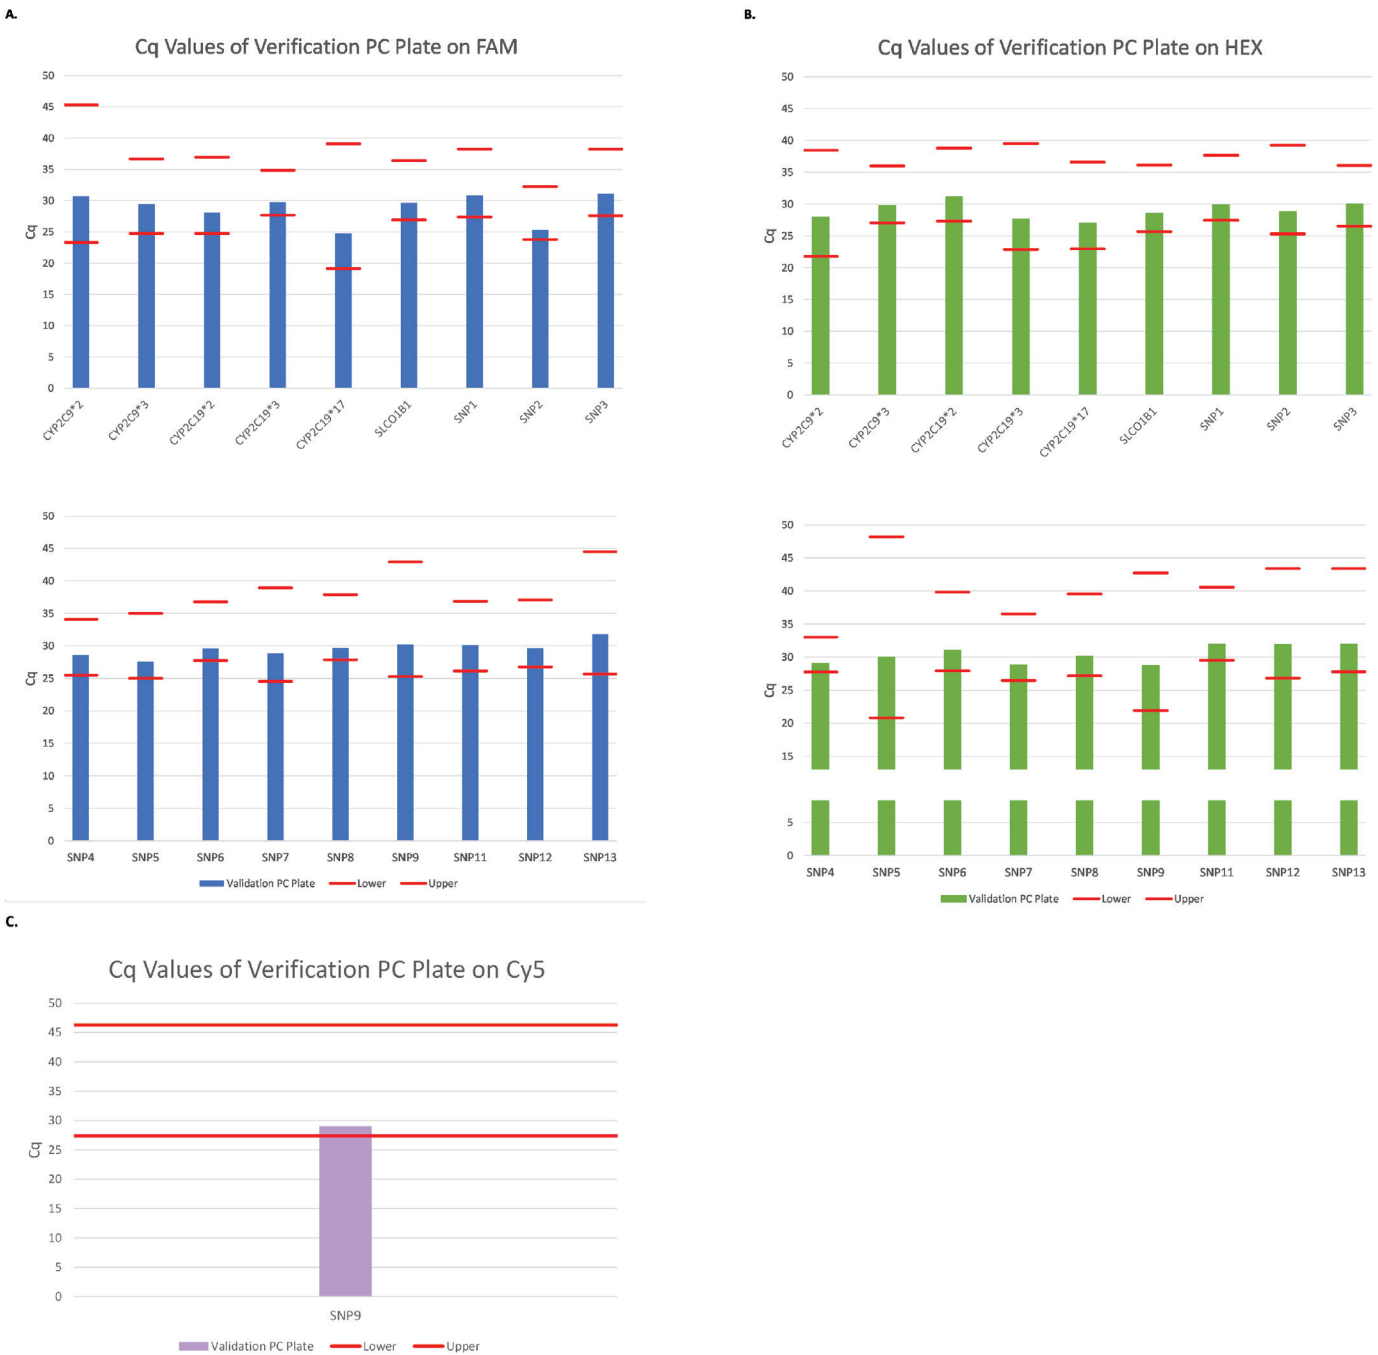 A.
Cq Values of Verification PC Plate on FAM
50
45
40
35
30
25
20
15
10
5
0
Cq
CYP2C9*2
CYP2C9*3
CYP2C19*2
CYP2C19*3
CYP2C19*17
SLCO1B1
SNP1
SNP2
SNP3
50
45
40
35
30
25
20
15
10
5
0
Cq
SNP4 SNP5 SNP6 SNP7 SNP8 SNP9 SNP11 SNP12 SNP13
Validation PC Plate Lower Upper
B.
Cq Values of Verification PC Plate on HEX
50
45
40
35
30
25
20
15
10
5
0
Cq
CYP2C9*2
CYP2C9*3
CYP2C19*2
CYP2C19*3
CYP2C19*17
SLCO1B1
SNP1
SNP2
SNP3
50
45
40
35
30
25
20
15
5
0
Cq
SNP4 SNP5 SNP6 SNP7 SNP8 SNP9 SNP11 SNP12 SNP13
Validation PC Plate Lower Upper
C.
Cq Values of Verification PC Plate on Cy5
50
45
40
35
30
25
20
15
10
5
0
Cq
SNP9
Validation PC Plate Lower Upper